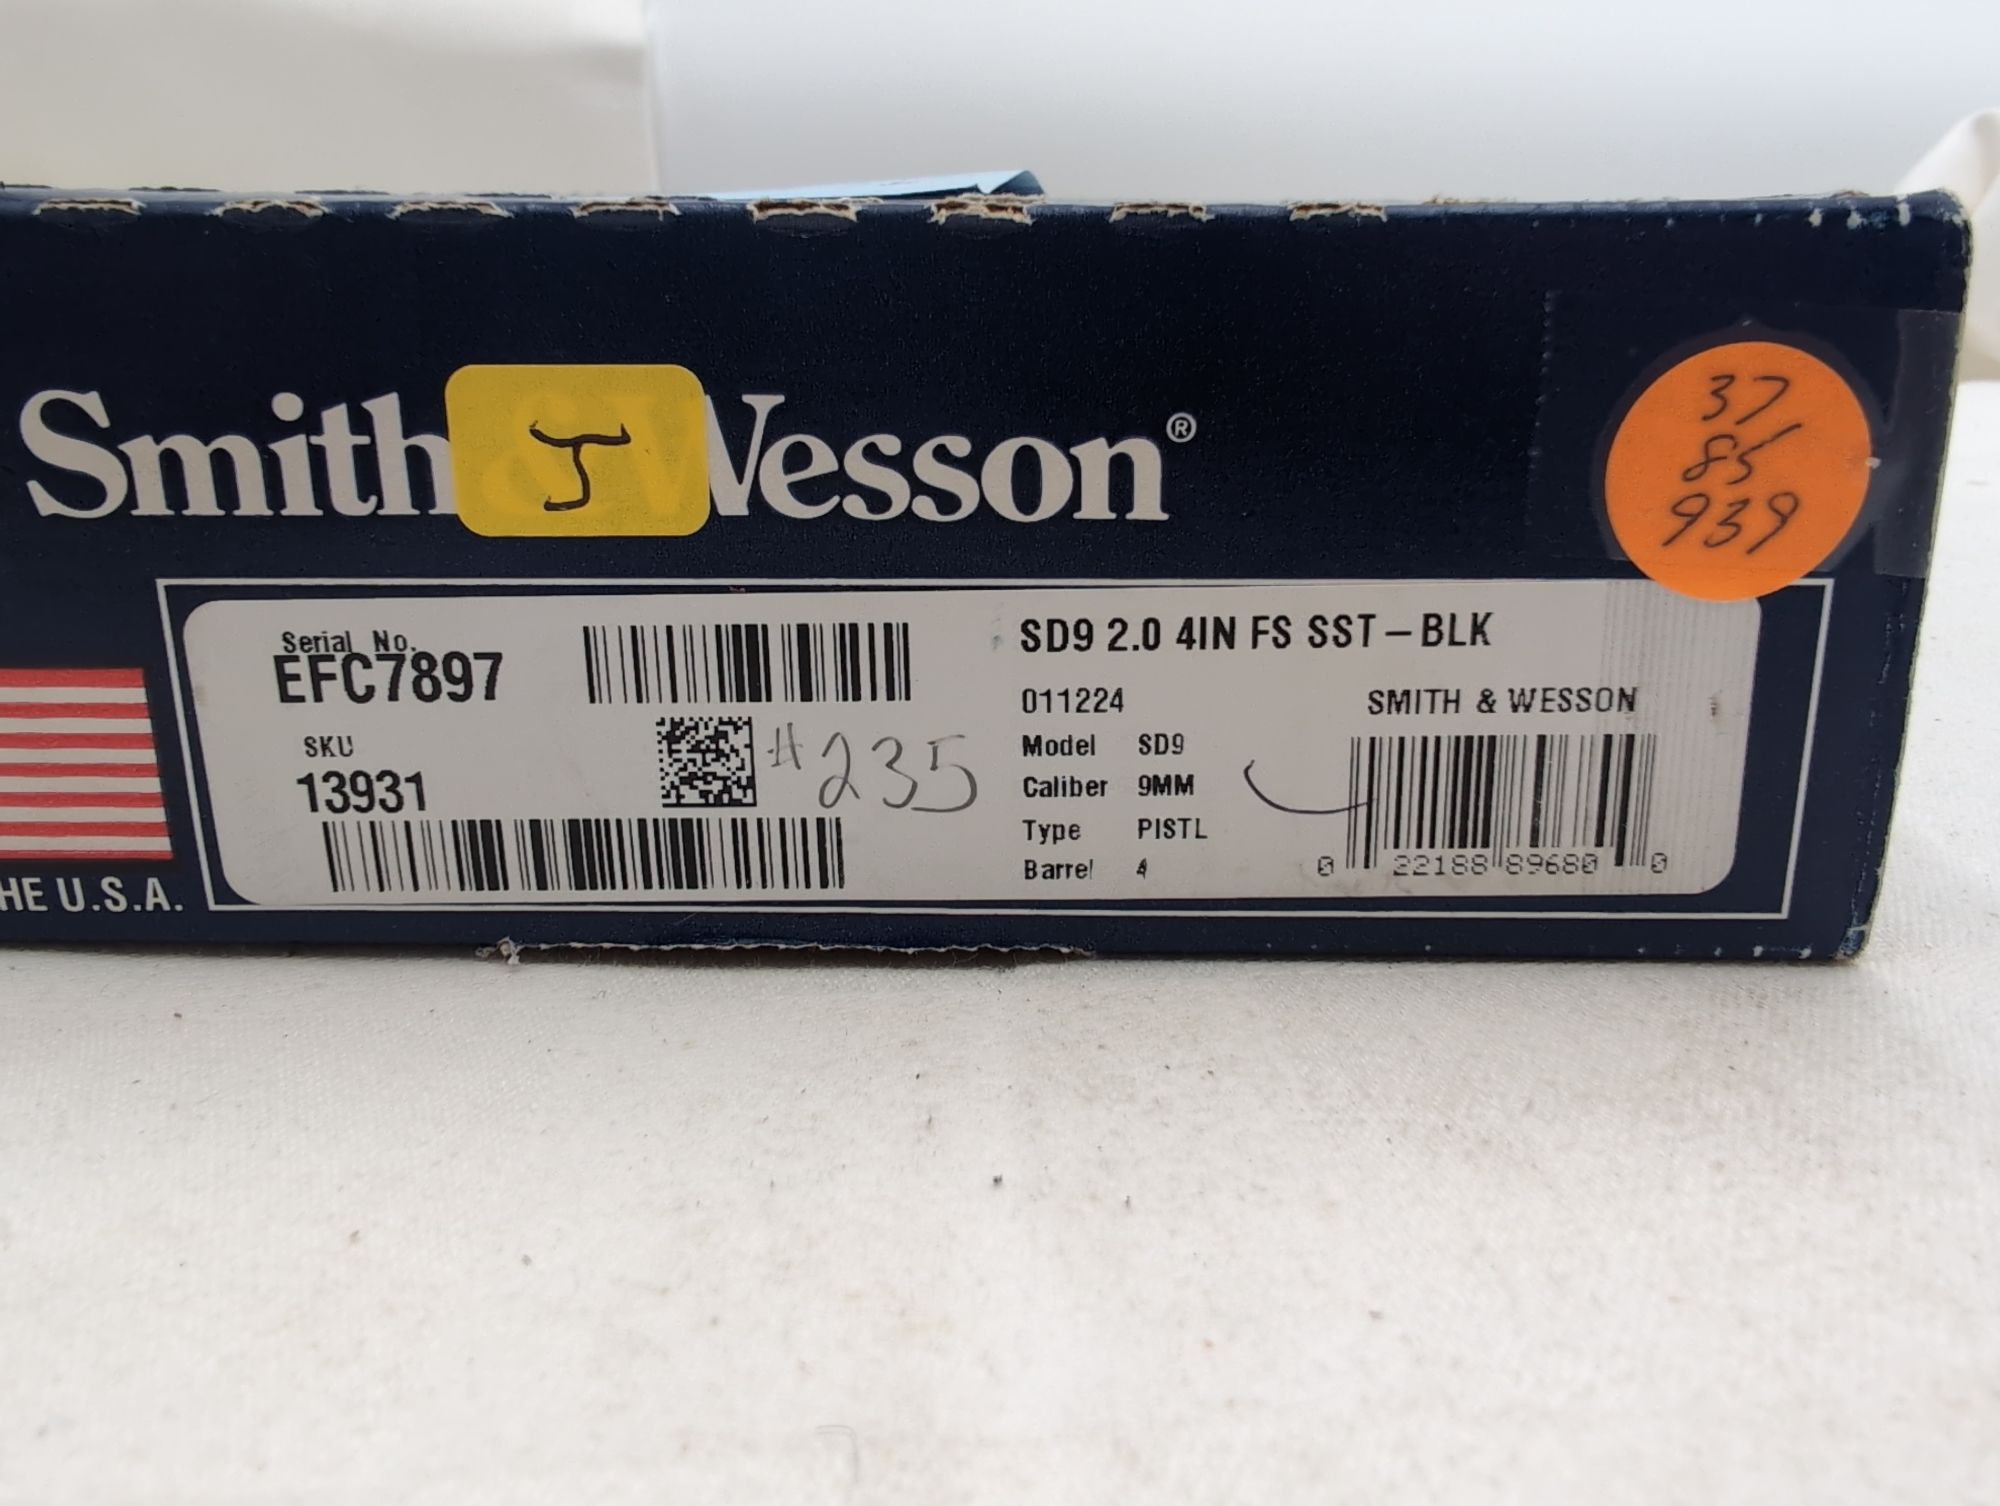 Smith & Wesson®
J
37/
85
939
Serial No.
EFC7897
SKU
13931
#235
SD9 2.0 4IN FS SST-BLK
011224
SMITH & WESSON
Model SD9
Caliber 9MM
Type PISTL
Barrel 4
0 22188 89680 0
HE U.S.A.